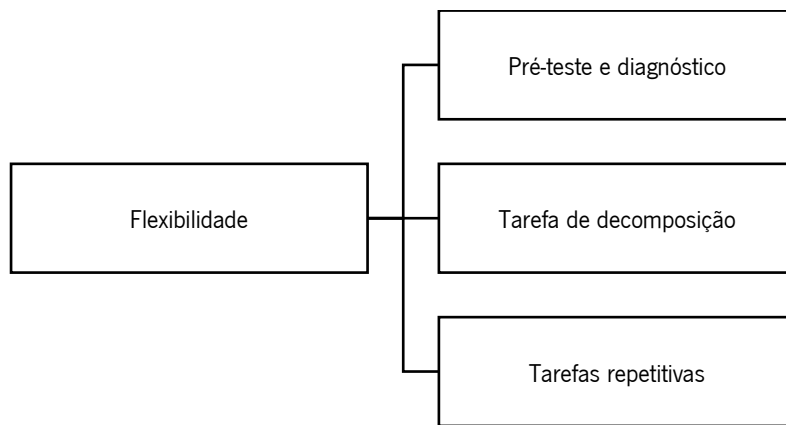 Pré-teste e diagnóstico
Flexibilidade
Tarefa de decomposição
Tarefas repetitivas